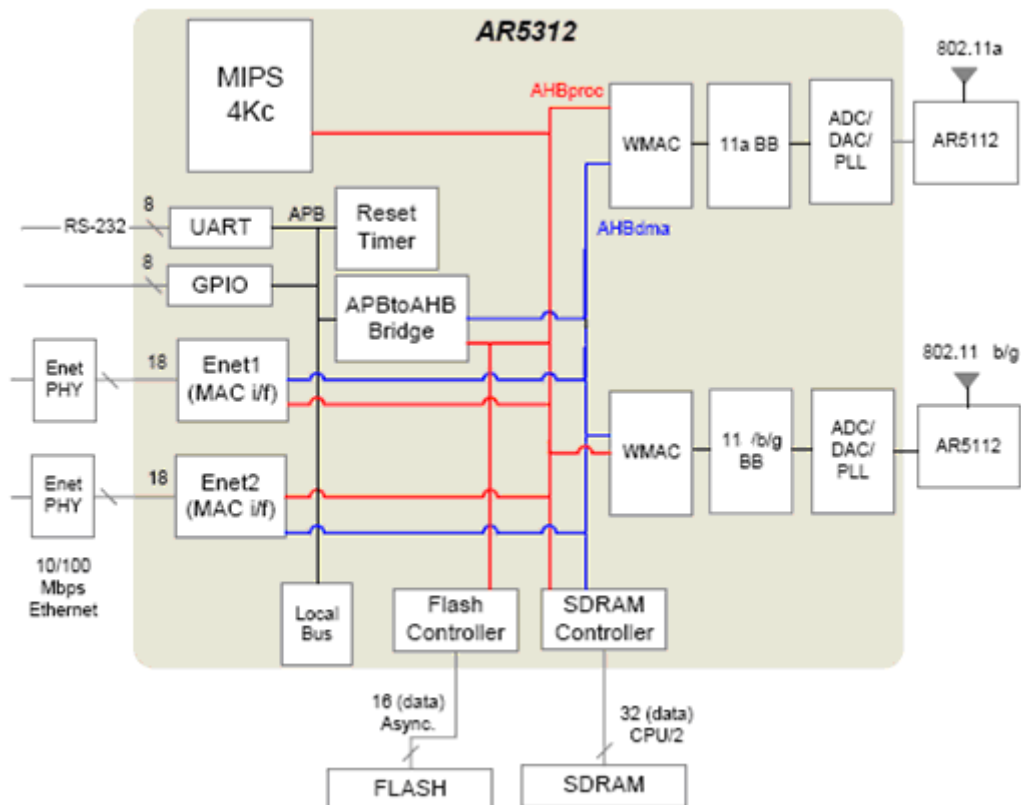 AR5312
MIPS
4Kc
AHBproc
WMAC
11a BB
ADC/
DAC/
PLL
802.11a
AR5112
RS-232
8
UART
APB
Reset
Timer
AHBdma
8
GPIO
APBtoAHB
Bridge
Enet
PHY
18
Enet1
(MAC i/f)
802.11 b/g
WMAC
11 /b/g
BB
ADC/
DAC/
PLL
AR5112
Enet
PHY
18
Enet2
(MAC i/f)
10/100
Mbps
Ethernet
Local
Bus
Flash
Controller
SDRAM
Controller
16 (data)
Async.
32 (data)
CPU/2
FLASH
SDRAM